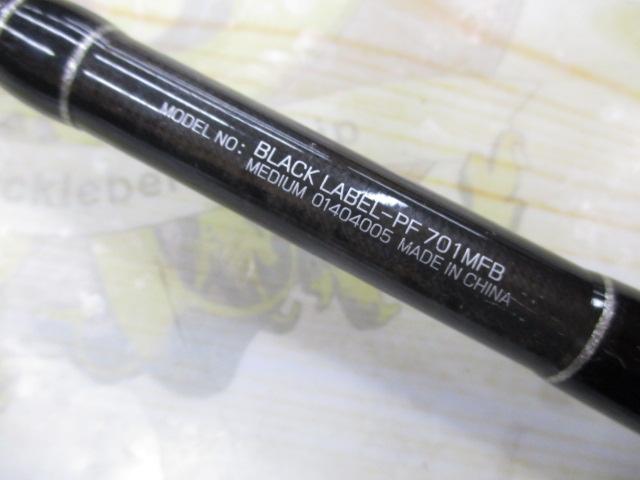 MODEL NO: BLACK LABEL-PF 701MFB
MEDIUM 01404005 MADE IN CHINA